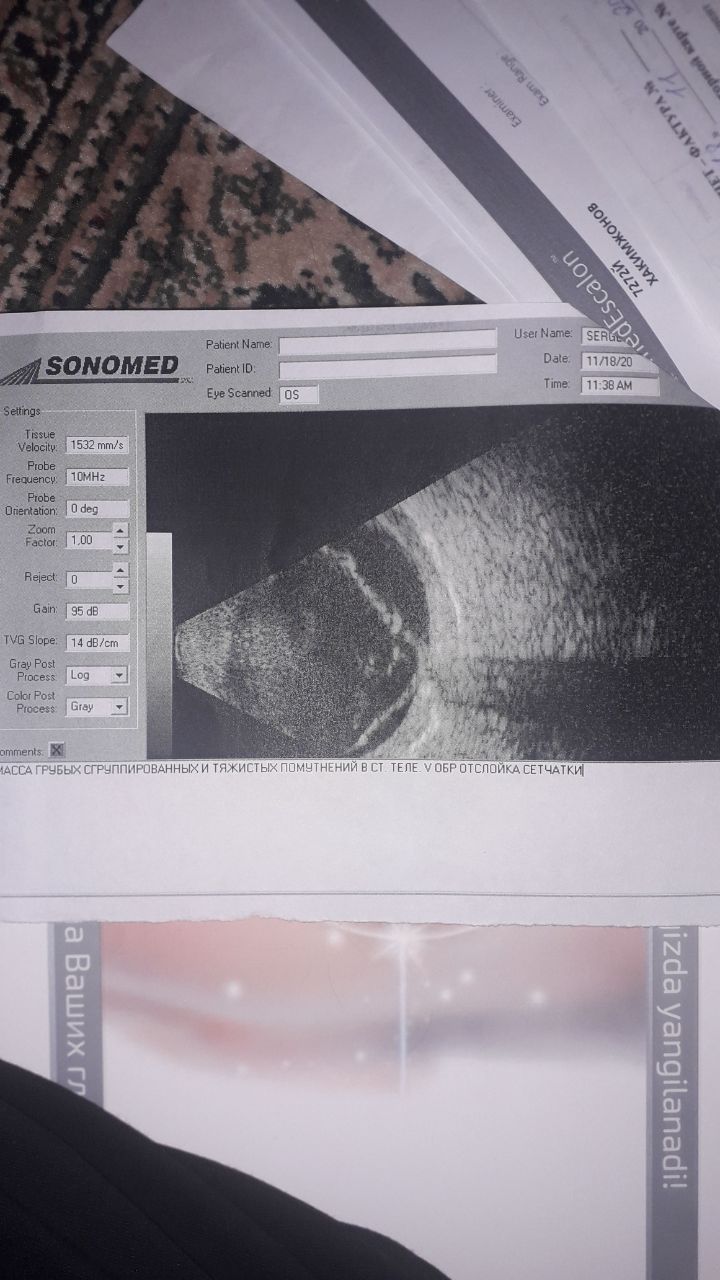 Exam Range:
Examiner:
7272Й
ХАКИМЖОНОВ
SONOMED
Patient Name:
Patient ID:
Eye Scanned: OS
User Name:
Date: 11/18/20
Time: 11:38 AM
Settings
Tissue Velocity: 1532 mm/s
Probe Frequency: 10MHz
Probe Orientation: 0 deg
Zoom Factor: 1,00
Reject: 0
Gain: 95 dB
TVG Slope: 14 dB/cm
Gray Post Process: Log
Color Post Process: Gray
МАССА ГРУБЫХ СГРУППИРОВАННЫХ И ТЯЖИСТЫХ ПОМУТНЕНИЙ В СТ. ТЕЛЕ. V ОБР ОТСЛОЙКА СЕТЧАТКИ
а Ваших
yangilanadi!